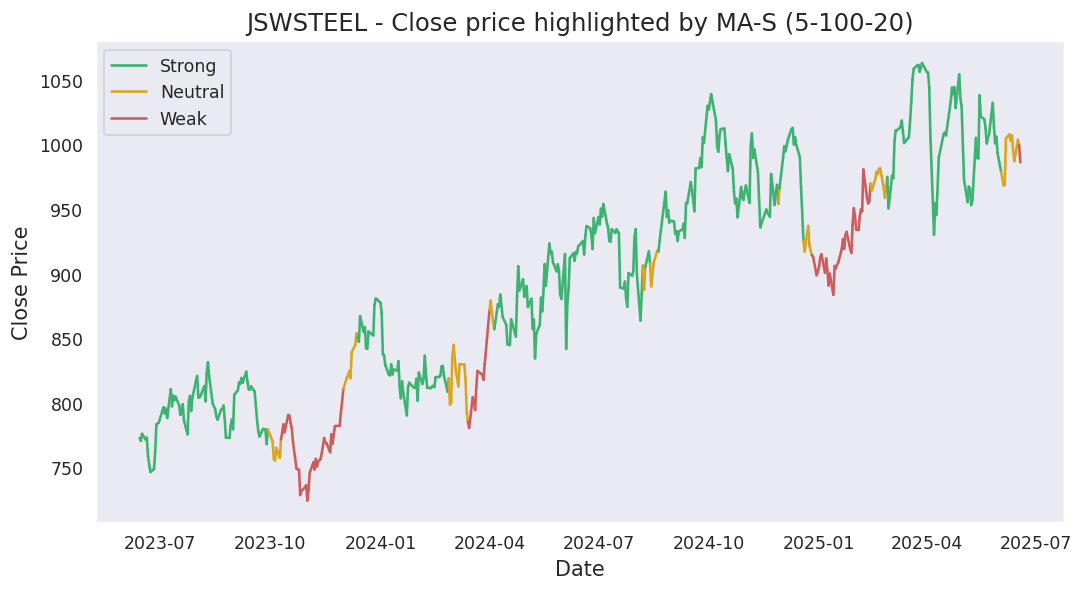 JSWSTEEL - Close price highlighted by MA-S (5-100-20)
Strong
Neutral
Weak
1050
1000
950
900
850
800
750
Close Price
2023-07 2023-10 2024-01 2024-04 2024-07 2024-10 2025-01 2025-04 2025-07
Date